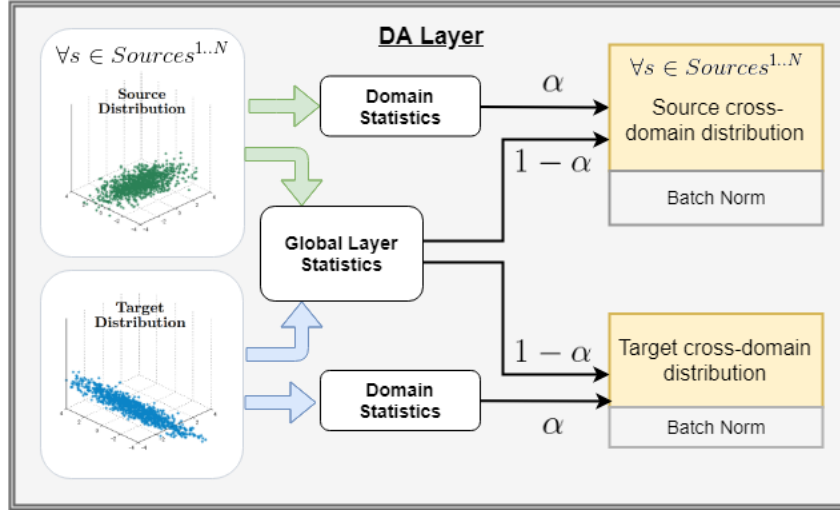 DA Layer
∀s ∈ Sources^{1..N}
Source
Distribution
Domain
Statistics
α
1 − α
∀s ∈ Sources^{1..N}
Source cross-
domain distribution
Batch Norm
Global Layer
Statistics
Target
Distribution
Domain
Statistics
1 − α
α
Target cross-domain
distribution
Batch Norm